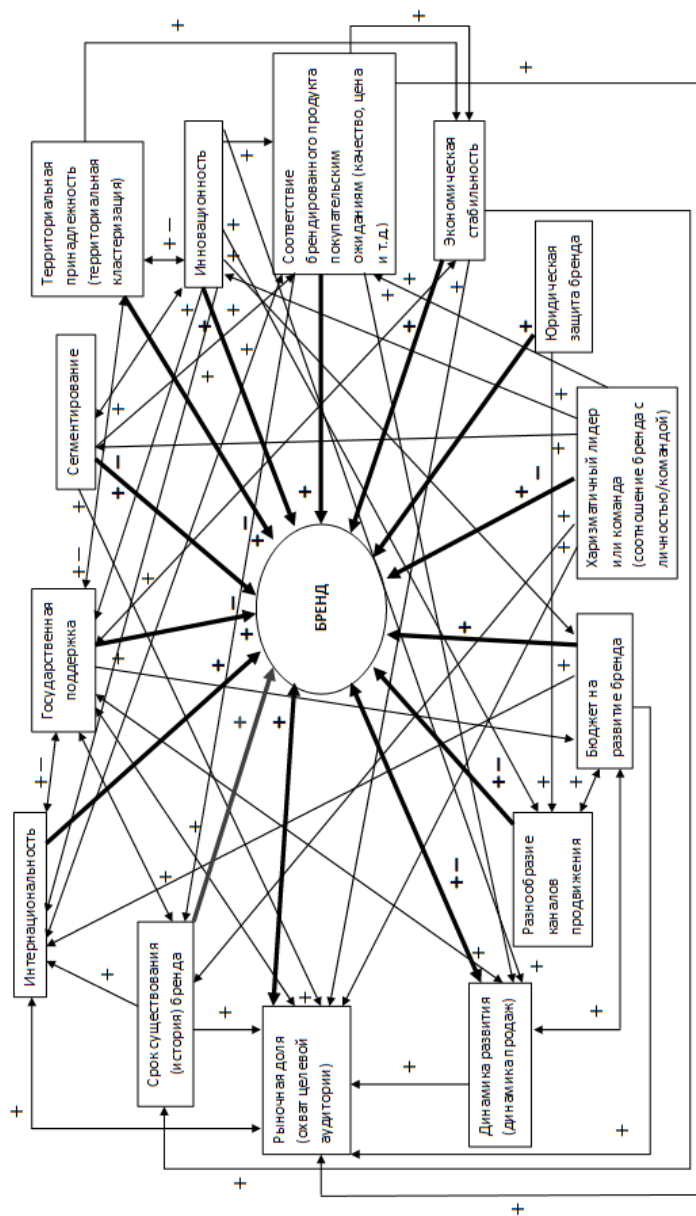 Интернациональность
Государственная
поддержка
Сегментирование
Территориальная
принадлежность
(территориальная
кластеризация)
Срок существования
(история) бренда
Инновационность
Рыночная доля
(охват целевой
аудитории)
БРЕНД
Соответствие
брендированного продукта
покупательским
ожиданиям (качество, цена
и т.д.)
Динамика развития
(динамика продаж)
Экономическая
стабильность
Разнообразие
каналов
продвижения
Бюджет на
развитие бренда
Харизматичный лидер
или команда
(соотношение бренда с
личностью/командой)
Юридическая
защита бренда